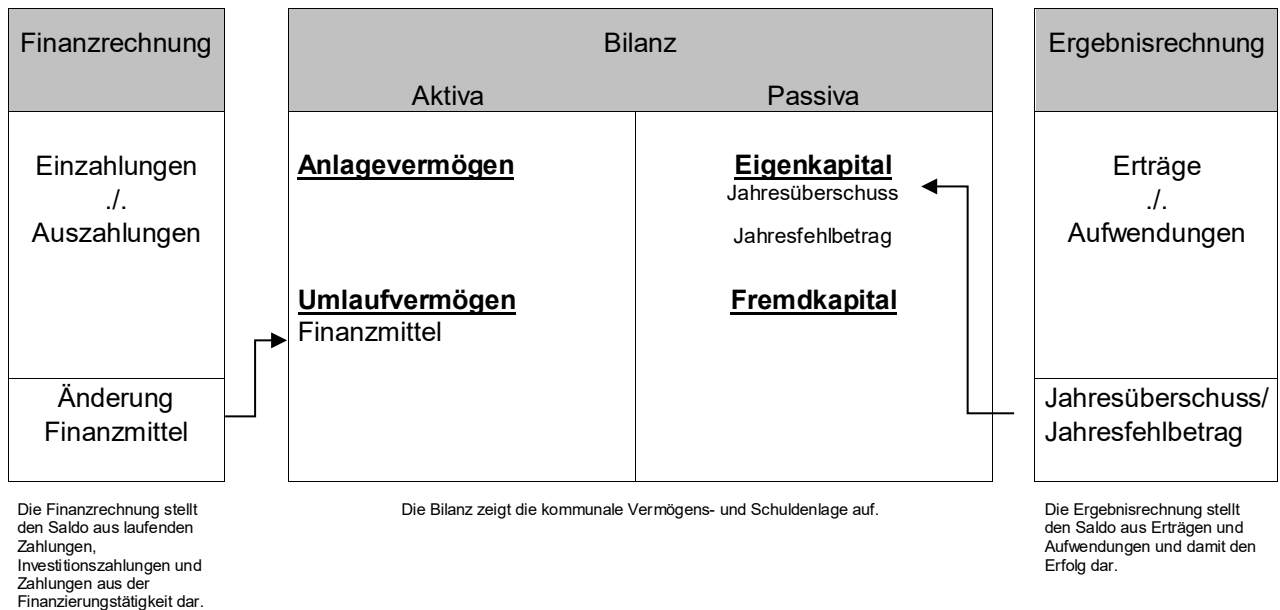 Finanzrechnung
Einzahlungen
./.
Auszahlungen
Änderung
Finanzmittel
Die Finanzrechnung stellt
den Saldo aus laufenden
Zahlungen,
Investitionszahlungen und
Zahlungen aus der
Finanzierungstätigkeit dar.
Bilanz
Aktiva
Passiva
Anlagevermögen
Umlaufvermögen
Finanzmittel
Eigenkapital
Jahresüberschuss
Jahresfehlbetrag
Fremdkapital
Die Bilanz zeigt die kommunale Vermögens- und Schuldenlage auf.
Ergebnisrechnung
Erträge
./.
Aufwendungen
Jahresüberschuss/
Jahresfehlbetrag
Die Ergebnisrechnung stellt
den Saldo aus Erträgen und
Aufwendungen und damit den
Erfolg dar.